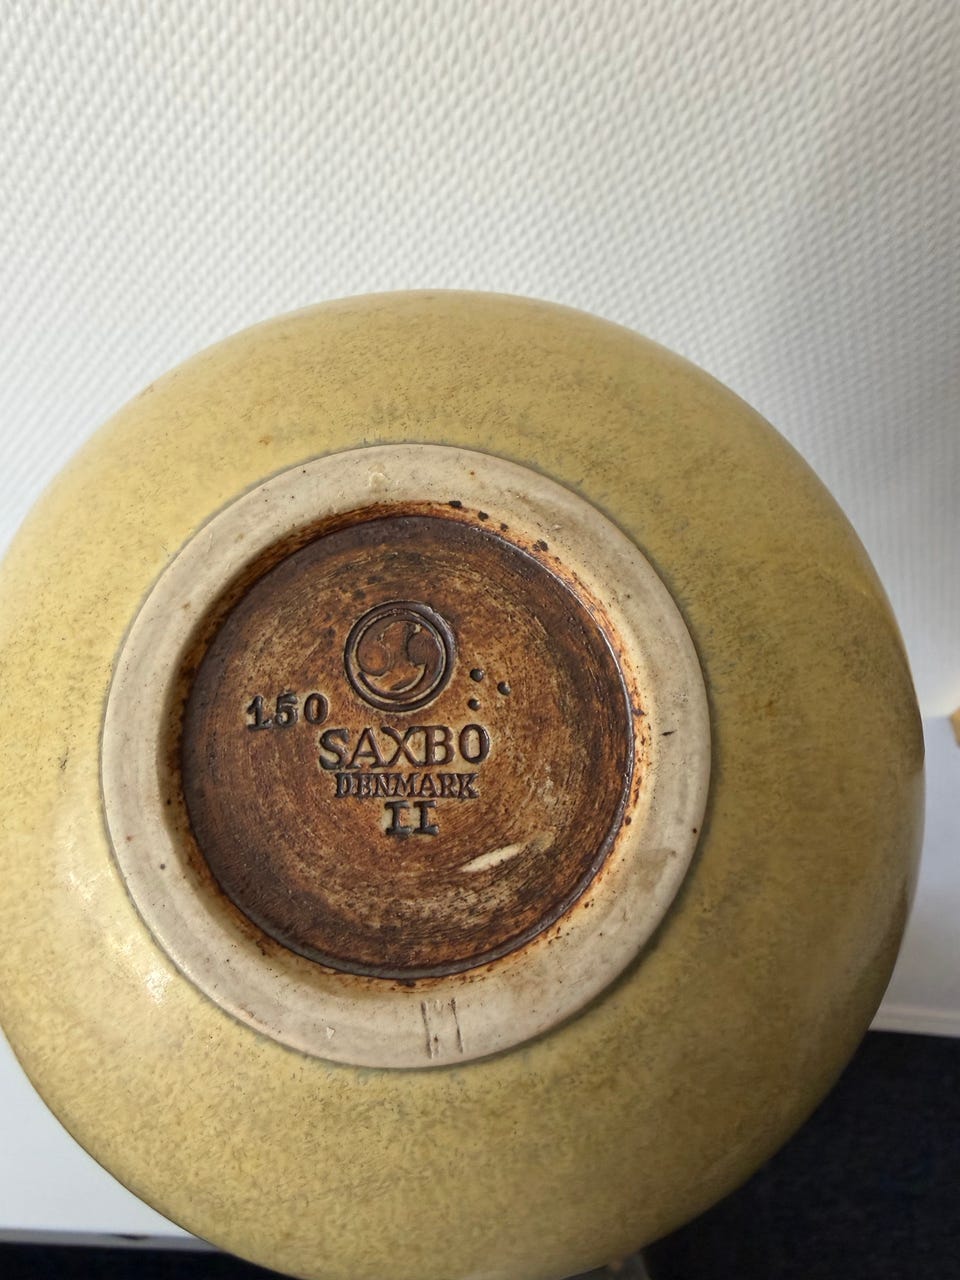 150
SAXBO
DENMARK
II